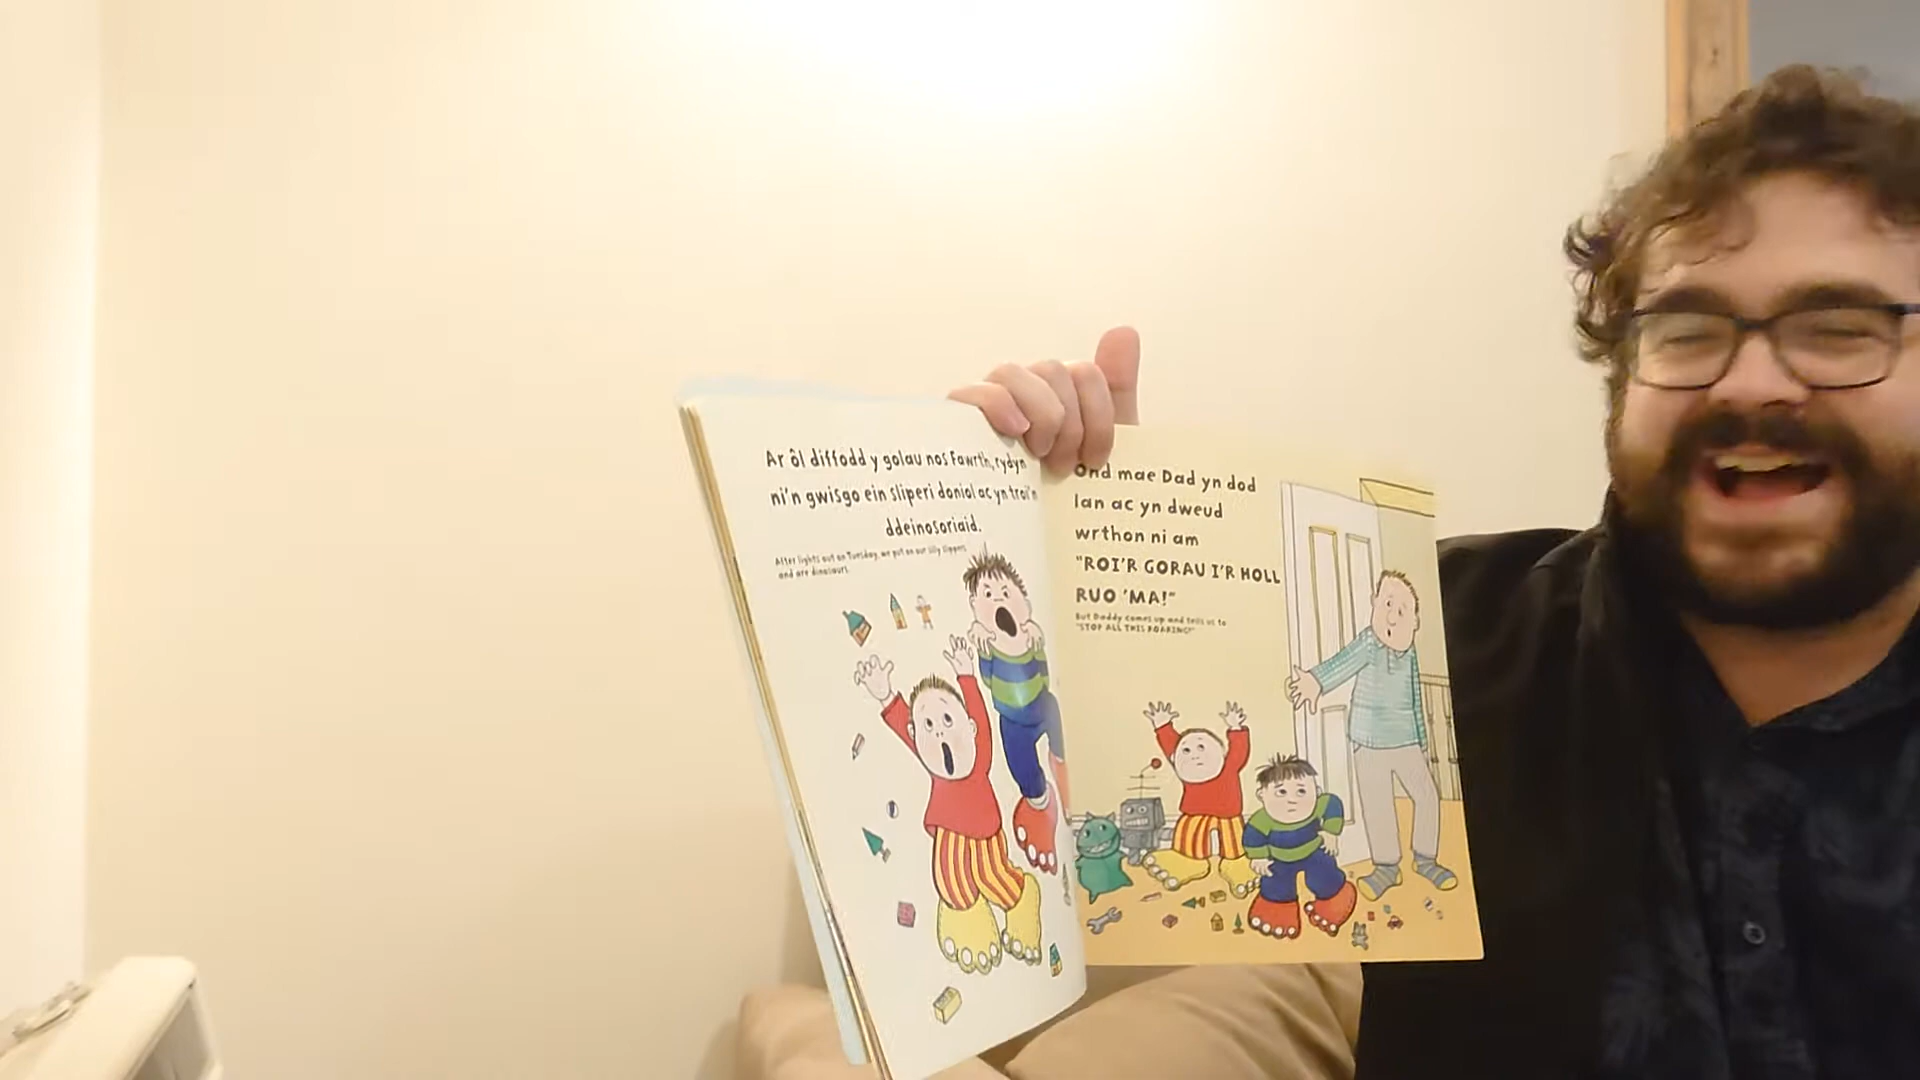 Ar ôl diffodd y golau nos Fawrth, rydyn
ni'n gwisgo ein sliperi doniol ac yn troi'n
ddeinosoriaid.
After lights out on Tuesday, we put on our silly slippers
and are dinosaurs.
Ond mae Dad yn dod
lan ac yn dweud
wrthon ni am
"ROI'R GORAU I'R HOLL
RUO 'MA!"
But Daddy comes up and tells us to
"STOP ALL THIS ROARING!"